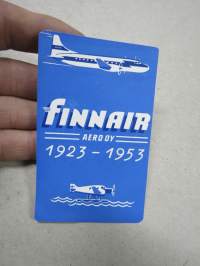 FINNAIR
AERO OY
1923 - 1953